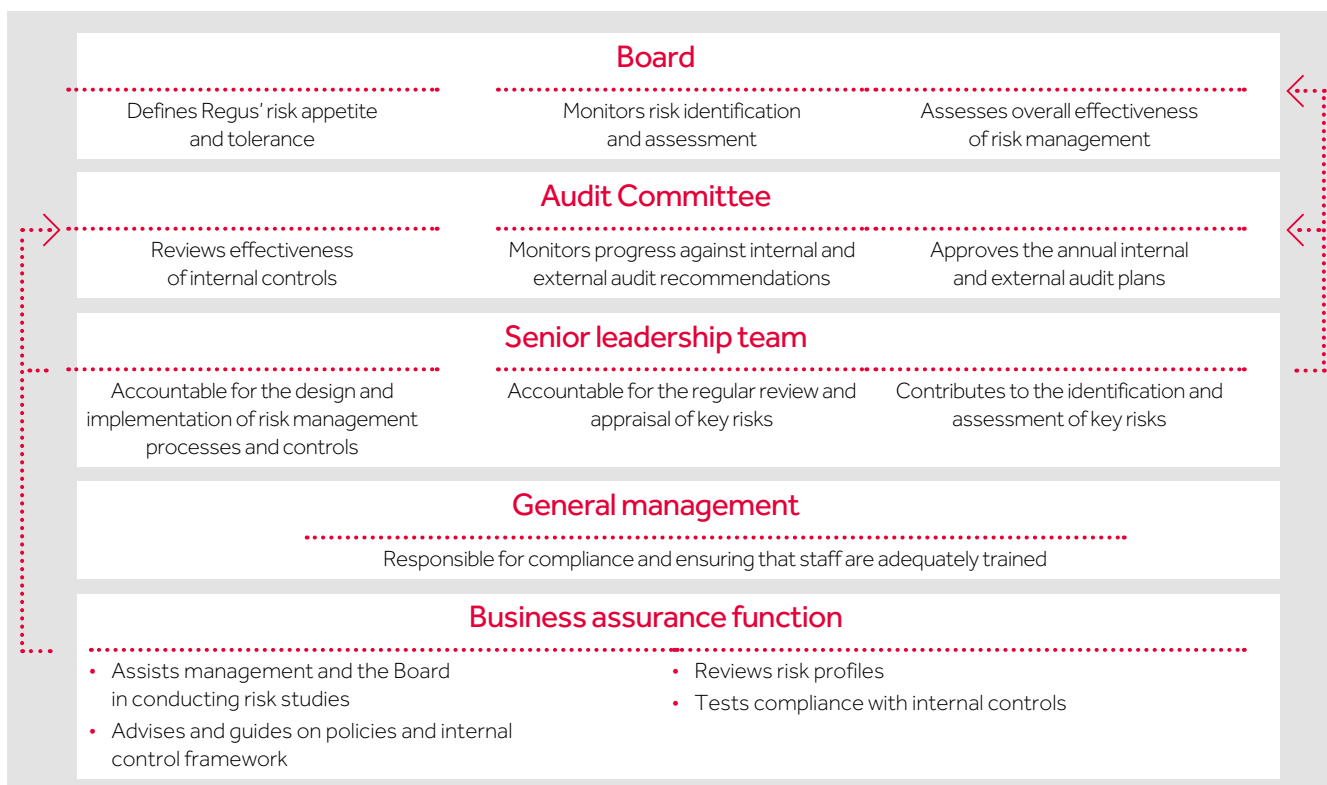 Board
Defines Regus’ risk appetite
and tolerance
Monitors risk identification
and assessment
Assesses overall effectiveness
of risk management
Audit Committee
Reviews effectiveness
of internal controls
Monitors progress against internal and
external audit recommendations
Approves the annual internal
and external audit plans
Senior leadership team
Accountable for the design and
implementation of risk management
processes and controls
Accountable for the regular review and
appraisal of key risks
Contributes to the identification and
assessment of key risks
General management
Responsible for compliance and ensuring that staff are adequately trained
Business assurance function
• Assists management and the Board
in conducting risk studies
• Advises and guides on policies and internal
control framework
• Reviews risk profiles
• Tests compliance with internal controls